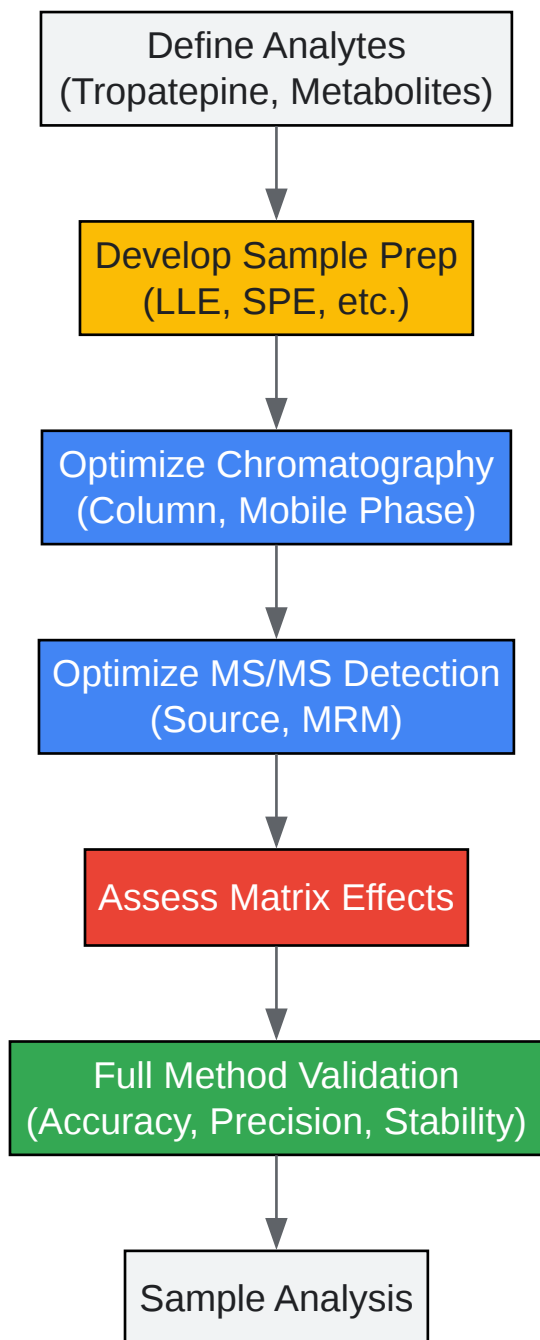 Define Analytes
(Tropatepine, Metabolites)
Develop Sample Prep
(LLE, SPE, etc.)
Optimize Chromatography
(Column, Mobile Phase)
Optimize MS/MS Detection
(Source, MRM)
Assess Matrix Effects
Full Method Validation
(Accuracy, Precision, Stability)
Sample Analysis